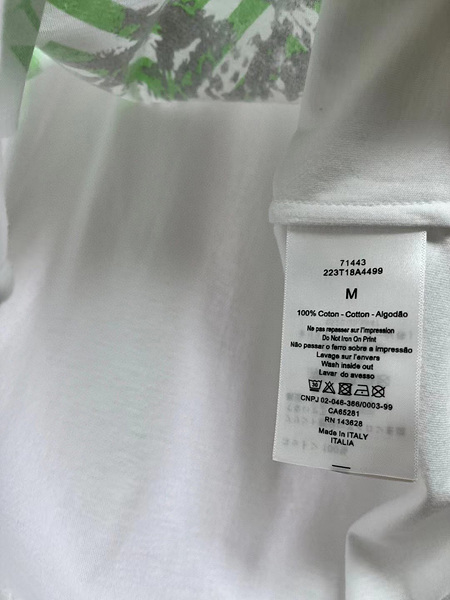 71443
223T18A4499
M
100% Coton - Cotton - Algodão
Ne pas repasser sur l'impression
Do Not Iron On Print
Não passar o ferro sobre a impressão
Lavage sur l'envers
Wash inside out
Lavar do avesso
CNPJ 02-046-356/0003-99
CA65281
RN 143628
Made in ITALY
ITALIA